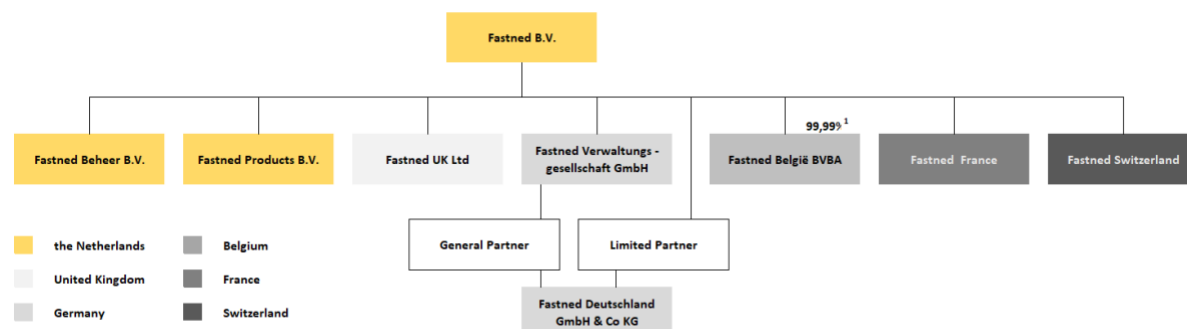 Fastned B.V.
99,99% ¹
Fastned Beheer B.V.
Fastned Products B.V.
Fastned UK Ltd
Fastned Verwaltungs -
gesellschaft GmbH
Fastned België BVBA
Fastned France
Fastned Switzerland
General Partner
Limited Partner
the Netherlands
Belgium
United Kingdom
France
Germany
Switzerland
Fastned Deutschland
GmbH & Co KG